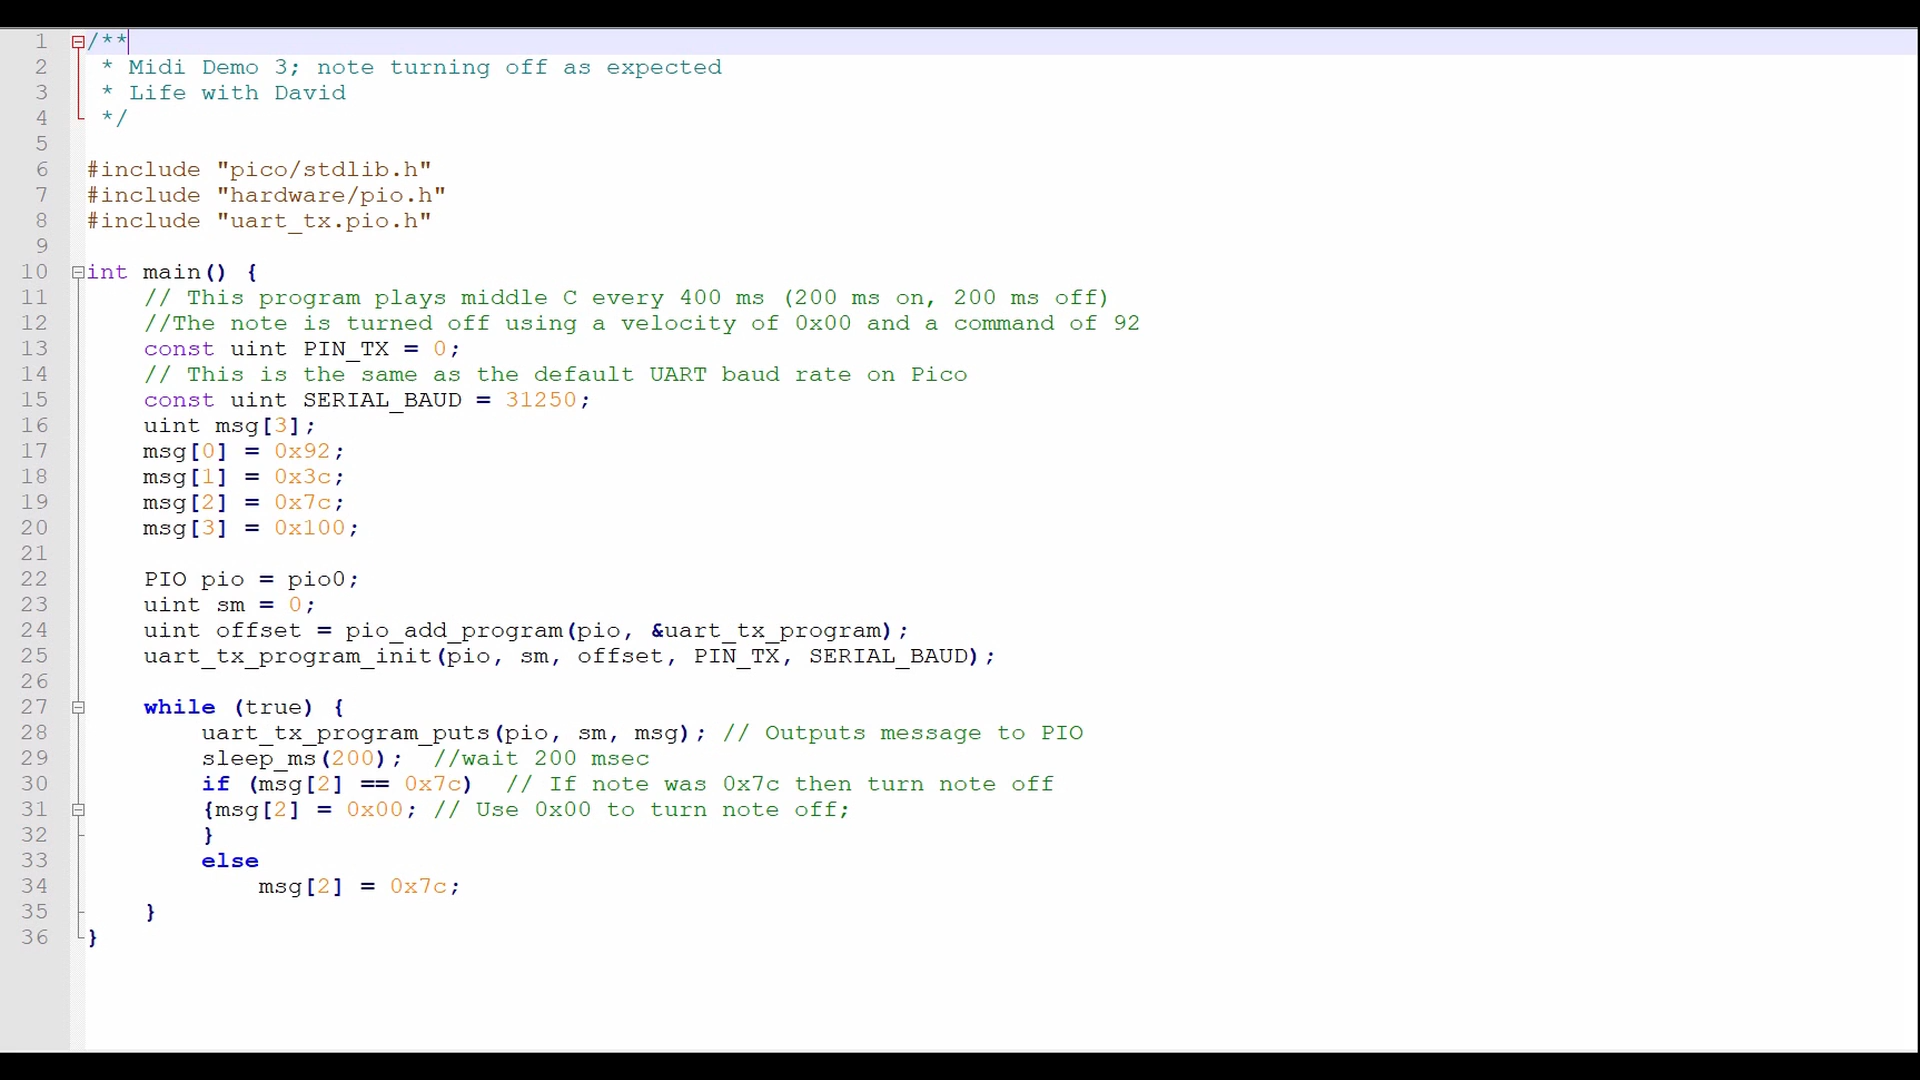 1 /**
2 * Midi Demo 3; note turning off as expected
3 * Life with David
4 */
5
6 #include "pico/stdlib.h"
7 #include "hardware/pio.h"
8 #include "uart_tx.pio.h"
9
10 int main() {
11 // This program plays middle C every 400 ms (200 ms on, 200 ms off)
12 //The note is turned off using a velocity of 0x00 and a command of 92
13 const uint PIN_TX = 0;
14 // This is the same as the default UART baud rate on Pico
15 const uint SERIAL_BAUD = 31250;
16 uint msg[3];
17 msg[0] = 0x92;
18 msg[1] = 0x3c;
19 msg[2] = 0x7c;
20 msg[3] = 0x100;
21
22 PIO pio = pio0;
23 uint sm = 0;
24 uint offset = pio_add_program(pio, &uart_tx_program);
25 uart_tx_program_init(pio, sm, offset, PIN_TX, SERIAL_BAUD);
26
27 while (true) {
28 uart_tx_program_puts(pio, sm, msg); // Outputs message to PIO
29 sleep_ms(200); //wait 200 msec
30 if (msg[2] == 0x7c) // If note was 0x7c then turn note off
31 {msg[2] = 0x00; // Use 0x00 to turn note off;
32 }
33 else
34 msg[2] = 0x7c;
35 }
36 }